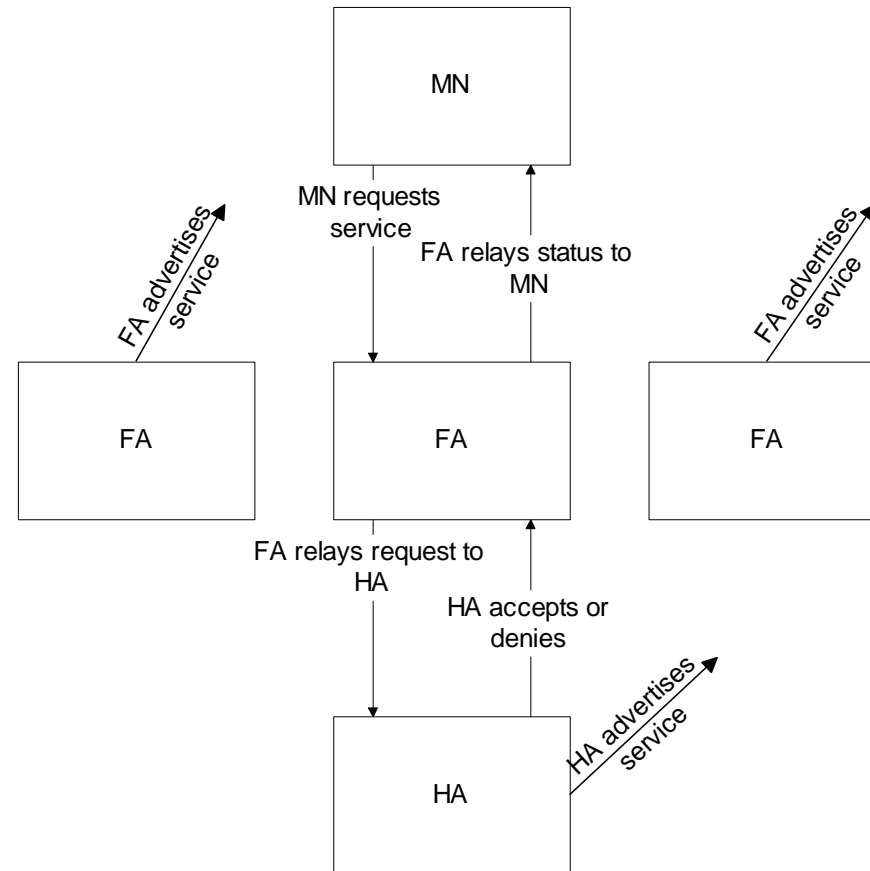 MN
MN requests
service
FA relays status to
MN
FA advertises
service
FA advertises
service
FA
FA
FA
FA relays request to
HA
HA accepts or
denies
HA advertises
service
HA